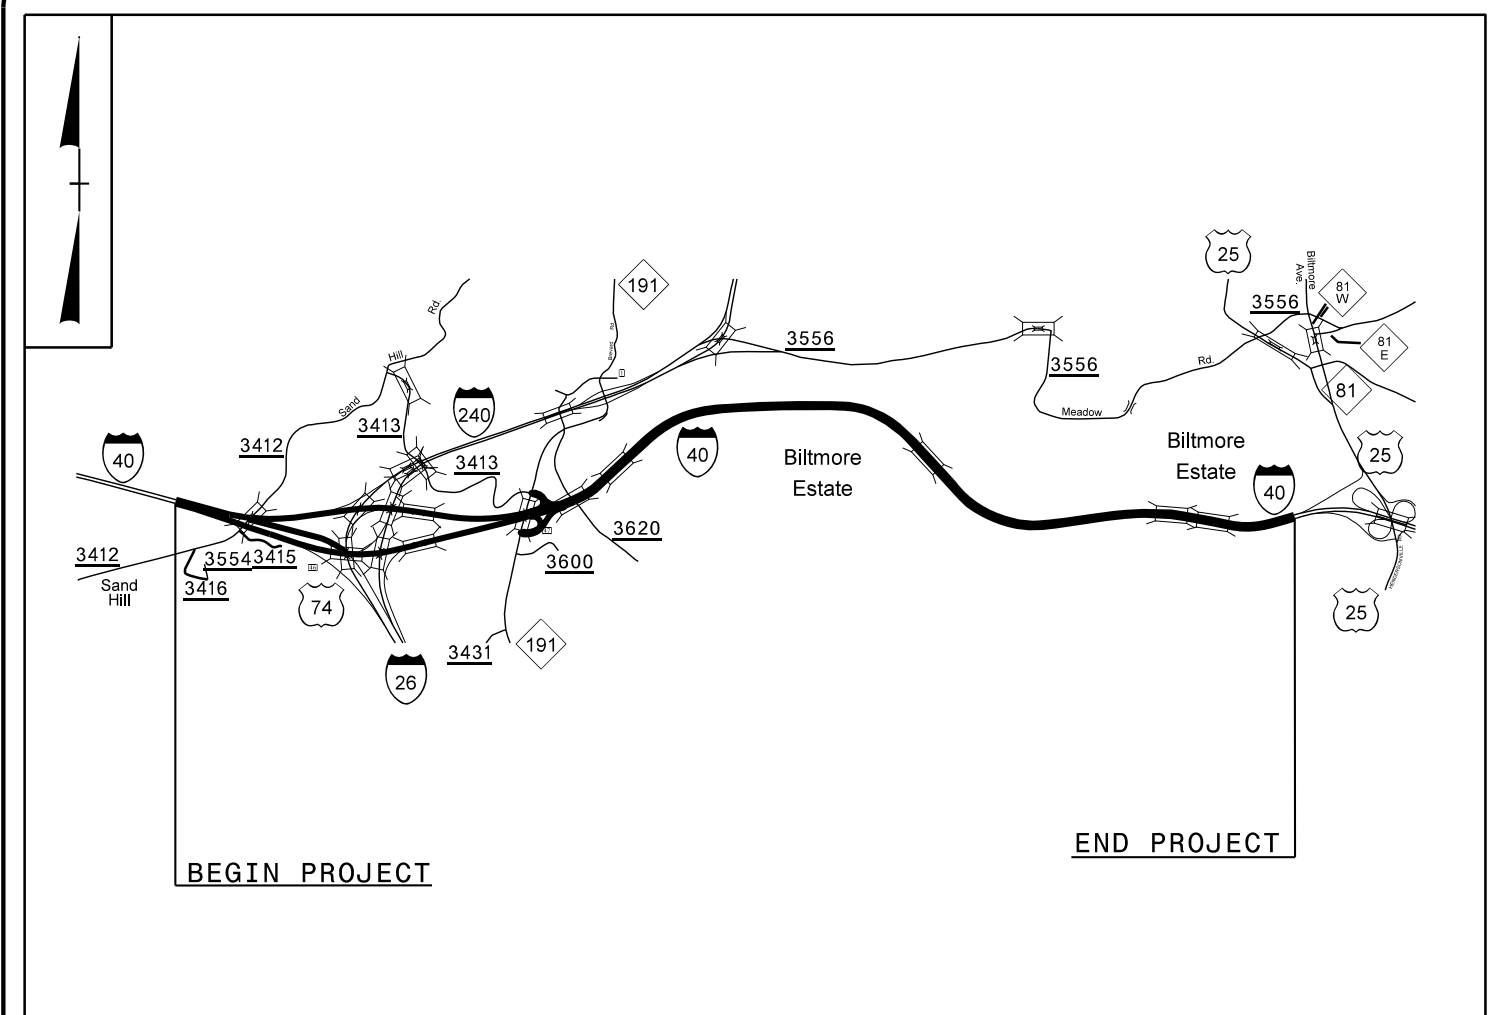 25
Biltmore
Ave.
81
W
191
3556
Rd.
3556
81
E
Hill
Rd.
3556
Sand
240
81
Meadow
3413
3412
40
3413
40
Biltmore
Estate
Biltmore
Estate
25
40
3620
3412
3554
3415
3600
Sand
Hill
3416
74
HENDERSONVILLE
25
3431
191
26
END PROJECT
BEGIN PROJECT